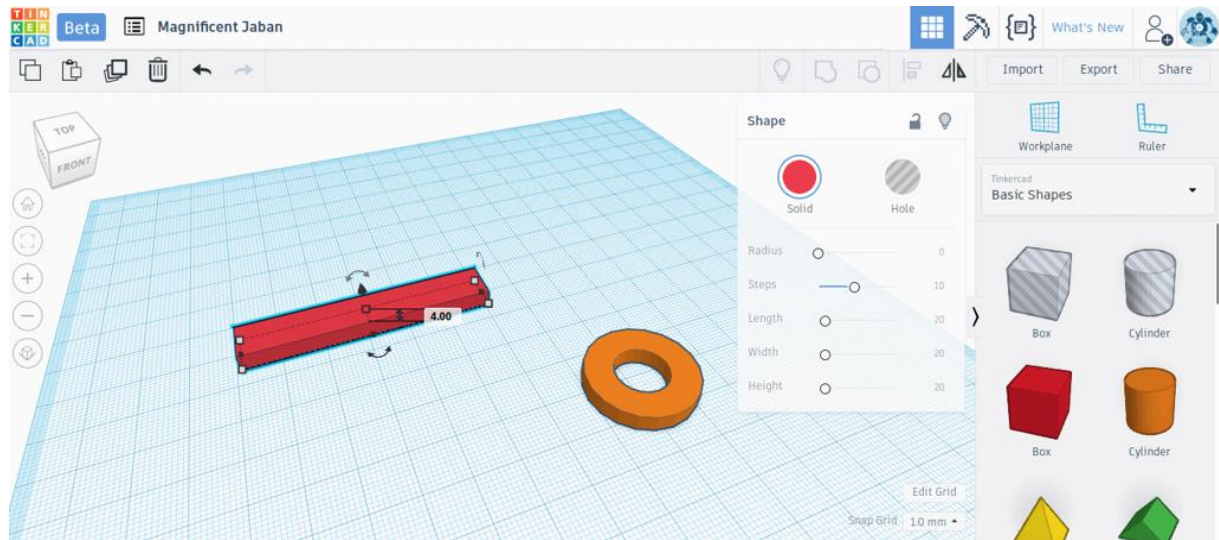 TIN
KER
CAD
Beta
Magnificent Jaban
What's New
Import
Export
Share
TOP
FRONT
Shape
Solid
Hole
Radius 0
Steps 10
Length 20
Width 20
Height 20
4.00
Workplane
Ruler
Tinkercad
Basic Shapes
Box
Cylinder
Box
Cylinder
Edit Grid
Snap Grid 1.0 mm